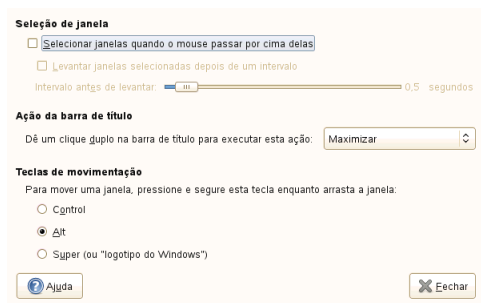 Seleção de janela
Selecionar janelas quando o mouse passar por cima delas
Levantar janelas selecionadas depois de um intervalo
Intervalo antes de levantar: 0,5 segundos
Ação da barra de título
Dê um clique duplo na barra de título para executar esta ação: Maximizar
Teclas de movimentação
Para mover uma janela, pressione e segure esta tecla enquanto arrasta a janela:
Control
Alt
Super (ou "logotipo do Windows")
Ajuda Fechar